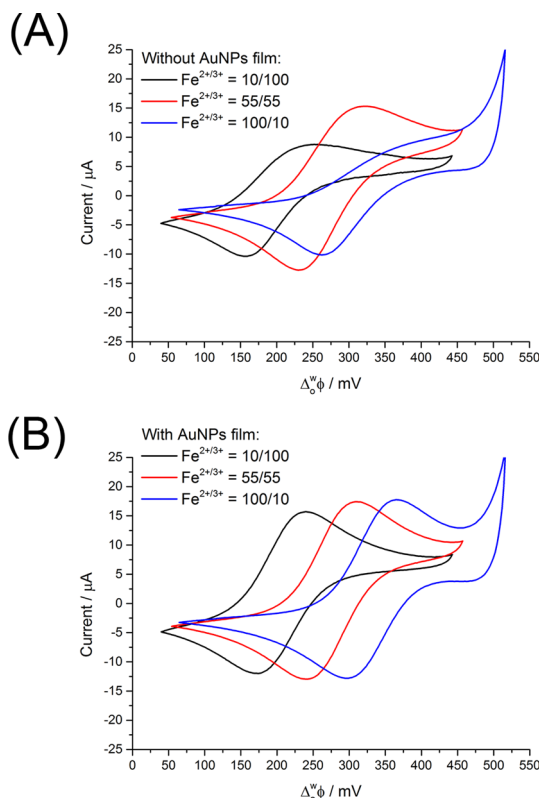 (A)
25
20
15
10
5
0
-5
-10
-15
-20
-25
Current / μA
Without AuNPs film:
Fe²⁺/³⁺ = 10/100
Fe²⁺/³⁺ = 55/55
Fe²⁺/³⁺ = 100/10
0 50 100 150 200 250 300 350 400 450 500 550
Δʷₒϕ / mV
(B)
25
20
15
10
5
0
-5
-10
-15
-20
-25
Current / μA
With AuNPs film:
Fe²⁺/³⁺ = 10/100
Fe²⁺/³⁺ = 55/55
Fe²⁺/³⁺ = 100/10
0 50 100 150 200 250 300 350 400 450 500 550
Δʷₒϕ / mV